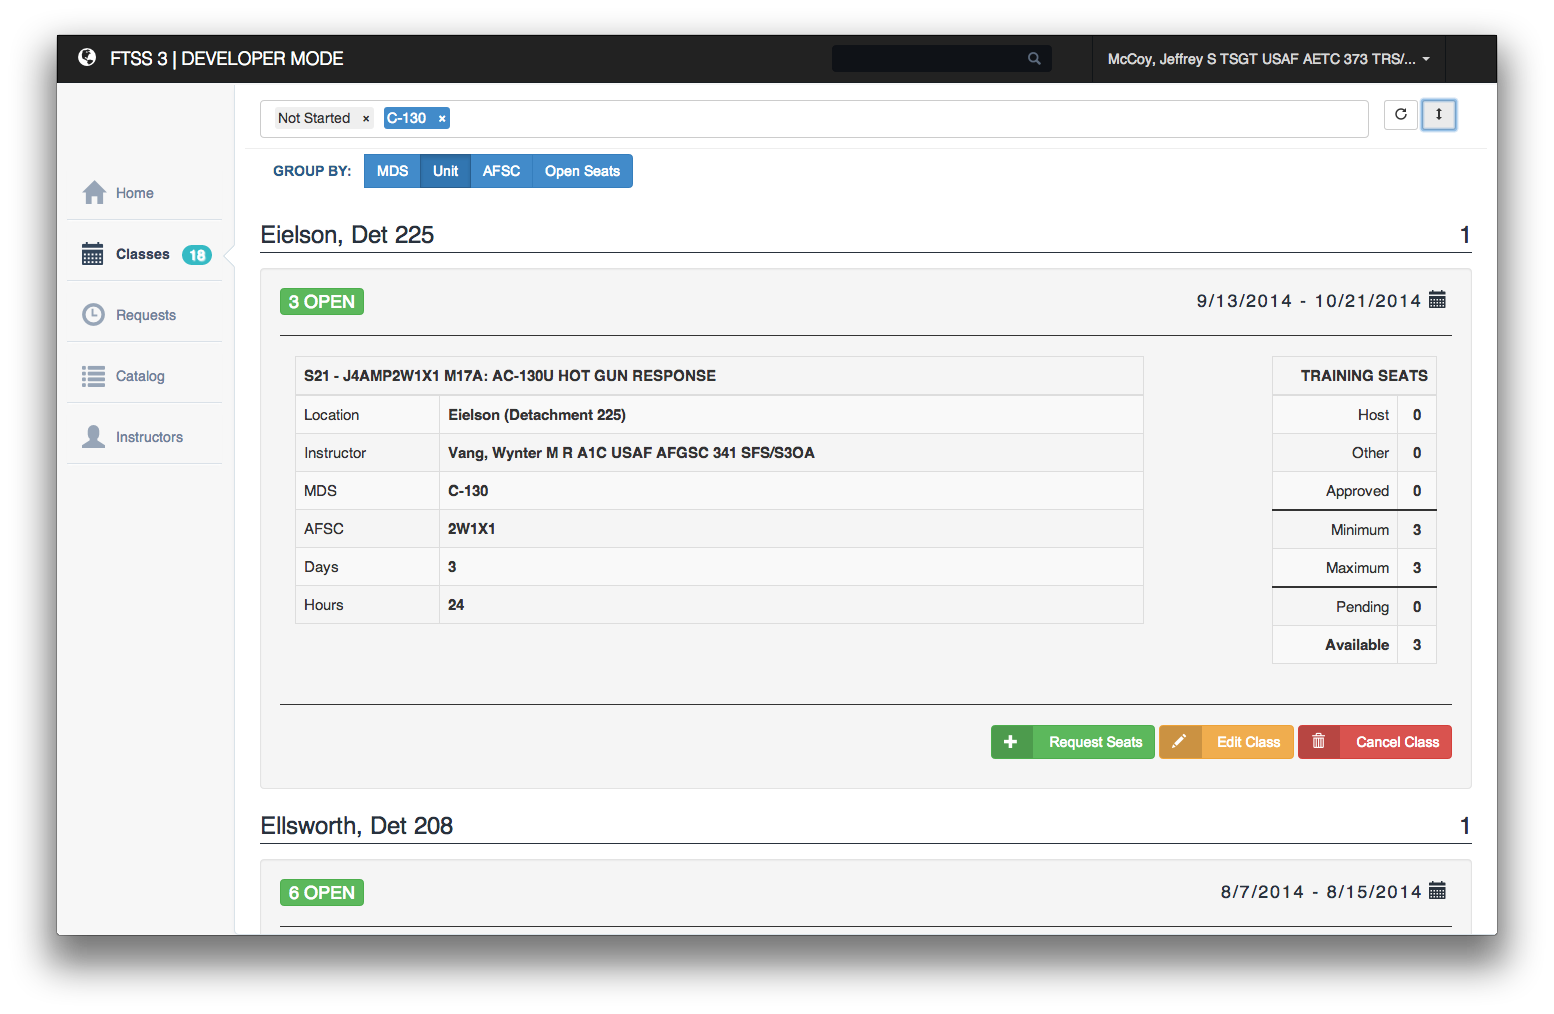 FTSS 3 | DEVELOPER MODE
McCoy, Jeffrey S TSGT USAF AETC 373 TRS/...
Not Started × C-130 ×
GROUP BY: MDS Unit AFSC Open Seats
Home
Classes 18
Requests
Catalog
Instructors
Eielson, Det 225 1
3 OPEN 9/13/2014 - 10/21/2014
S21 - J4AMP2W1X1 M17A: AC-130U HOT GUN RESPONSE
Location Eielson (Detachment 225)
Instructor Vang, Wynter M R A1C USAF AFGSC 341 SFS/S3OA
MDS C-130
AFSC 2W1X1
Days 3
Hours 24
TRAINING SEATS
Host 0
Other 0
Approved 0
Minimum 3
Maximum 3
Pending 0
Available 3
Request Seats Edit Class Cancel Class
Ellsworth, Det 208 1
6 OPEN 8/7/2014 - 8/15/2014